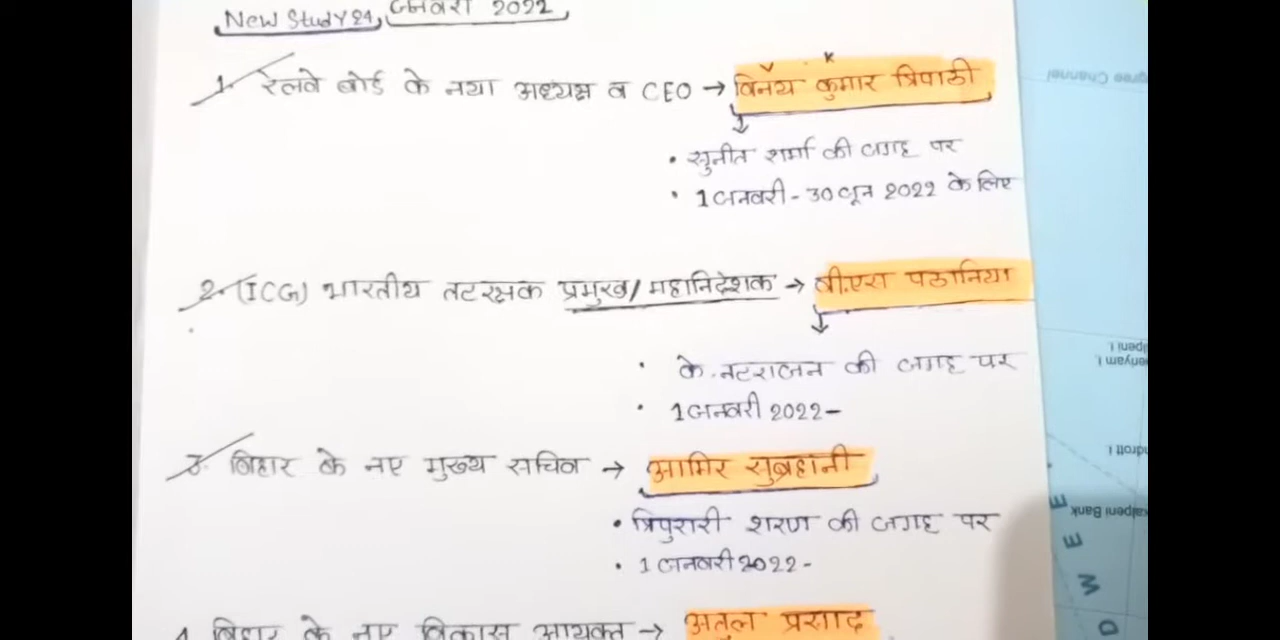 New Study 21, जनवरी 2022
1. रेलवे बोर्ड के नया अध्यक्ष व CEO → विनय कुमार त्रिपाठी
• सुनीत शर्मा की जगह पर
• 1 जनवरी - 30 जून 2022 के लिए
2. (ICG) भारतीय तटरक्षक प्रमुख/महानिदेशक → वी.एस पठानिया
• के.नटराजन की जगह पर
• 1 जनवरी 2022 -
3. बिहार के नए मुख्य सचिव → आमिर सुब्रहानी
• त्रिपुरारी शरण की जगह पर
• 1 जनवरी 2022 -
4. बिहार के नए विकास आयुक्त → अतुल प्रसाद